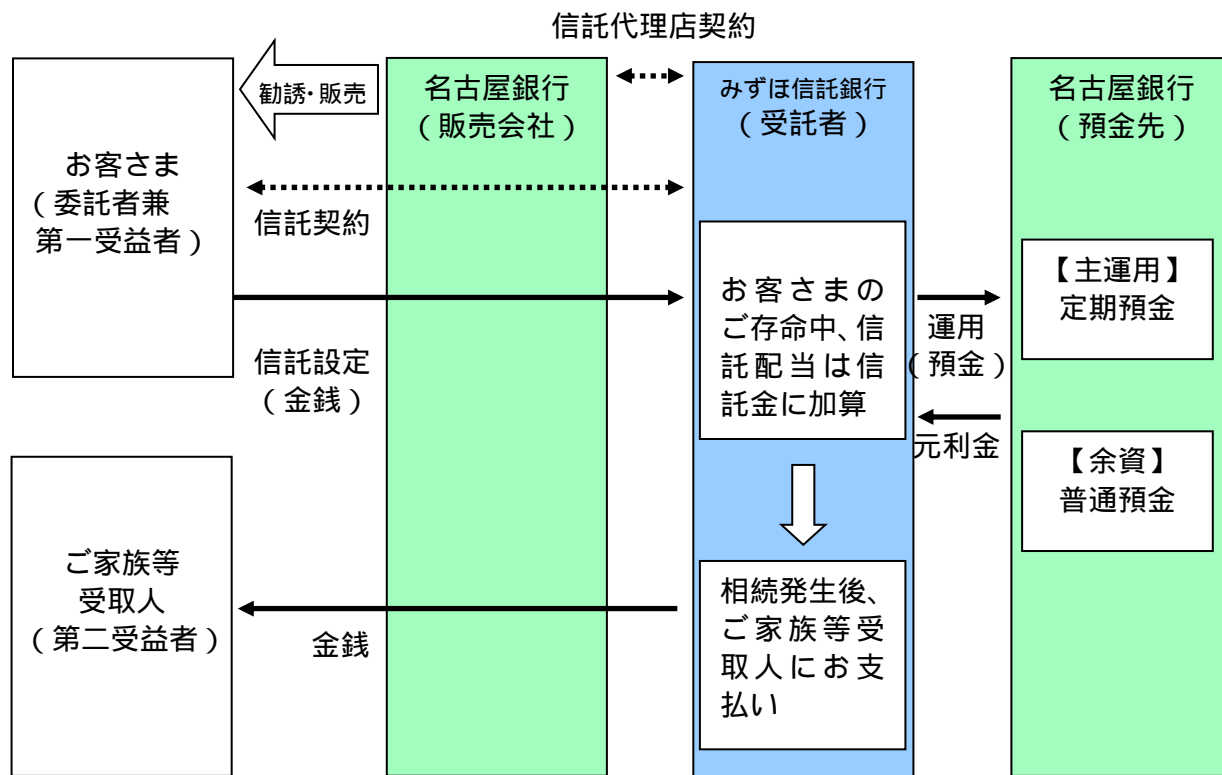 信託代理店契約
勧誘・販売
名古屋銀行
（販売会社）
みずほ信託銀行
（受託者）
名古屋銀行
（預金先）
お客さま
（委託者兼
第一受益者）
信託契約
信託設定
（金銭）
お客さまの
ご存命中、信
託配当は信
託金に加算
運用
（預金）
元利金
【主運用】
定期預金
【余資】
普通預金
ご家族等
受取人
（第二受益者）
金銭
相続発生後、
ご家族等受
取人にお支
払い